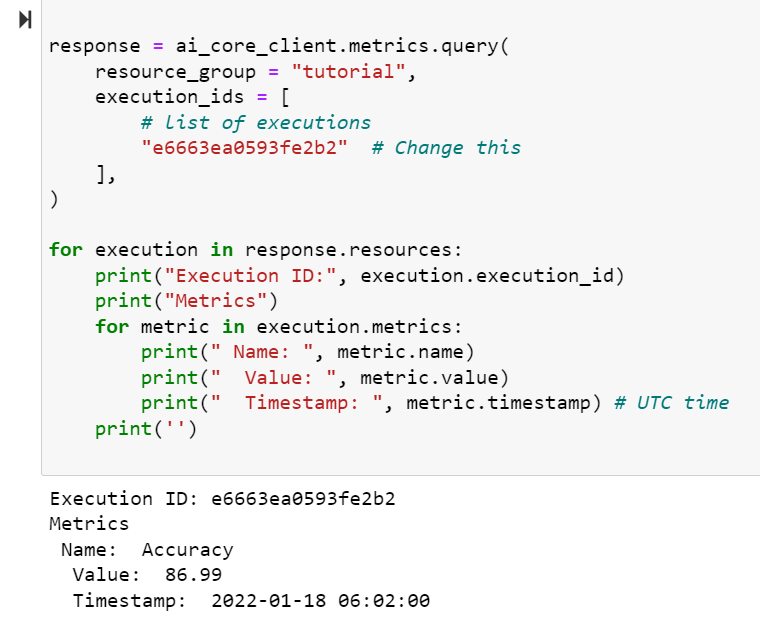 response = ai_core_client.metrics.query(
    resource_group = "tutorial",
    execution_ids = [
        # list of executions
        "e6663ea0593fe2b2"  # Change this
    ],
)

for execution in response.resources:
    print("Execution ID:", execution.execution_id)
    print("Metrics")
    for metric in execution.metrics:
        print(" Name: ", metric.name)
        print("  Value: ", metric.value)
        print("  Timestamp: ", metric.timestamp) # UTC time
    print('')

Execution ID: e6663ea0593fe2b2
Metrics
 Name:  Accuracy
  Value:  86.99
  Timestamp:  2022-01-18 06:02:00